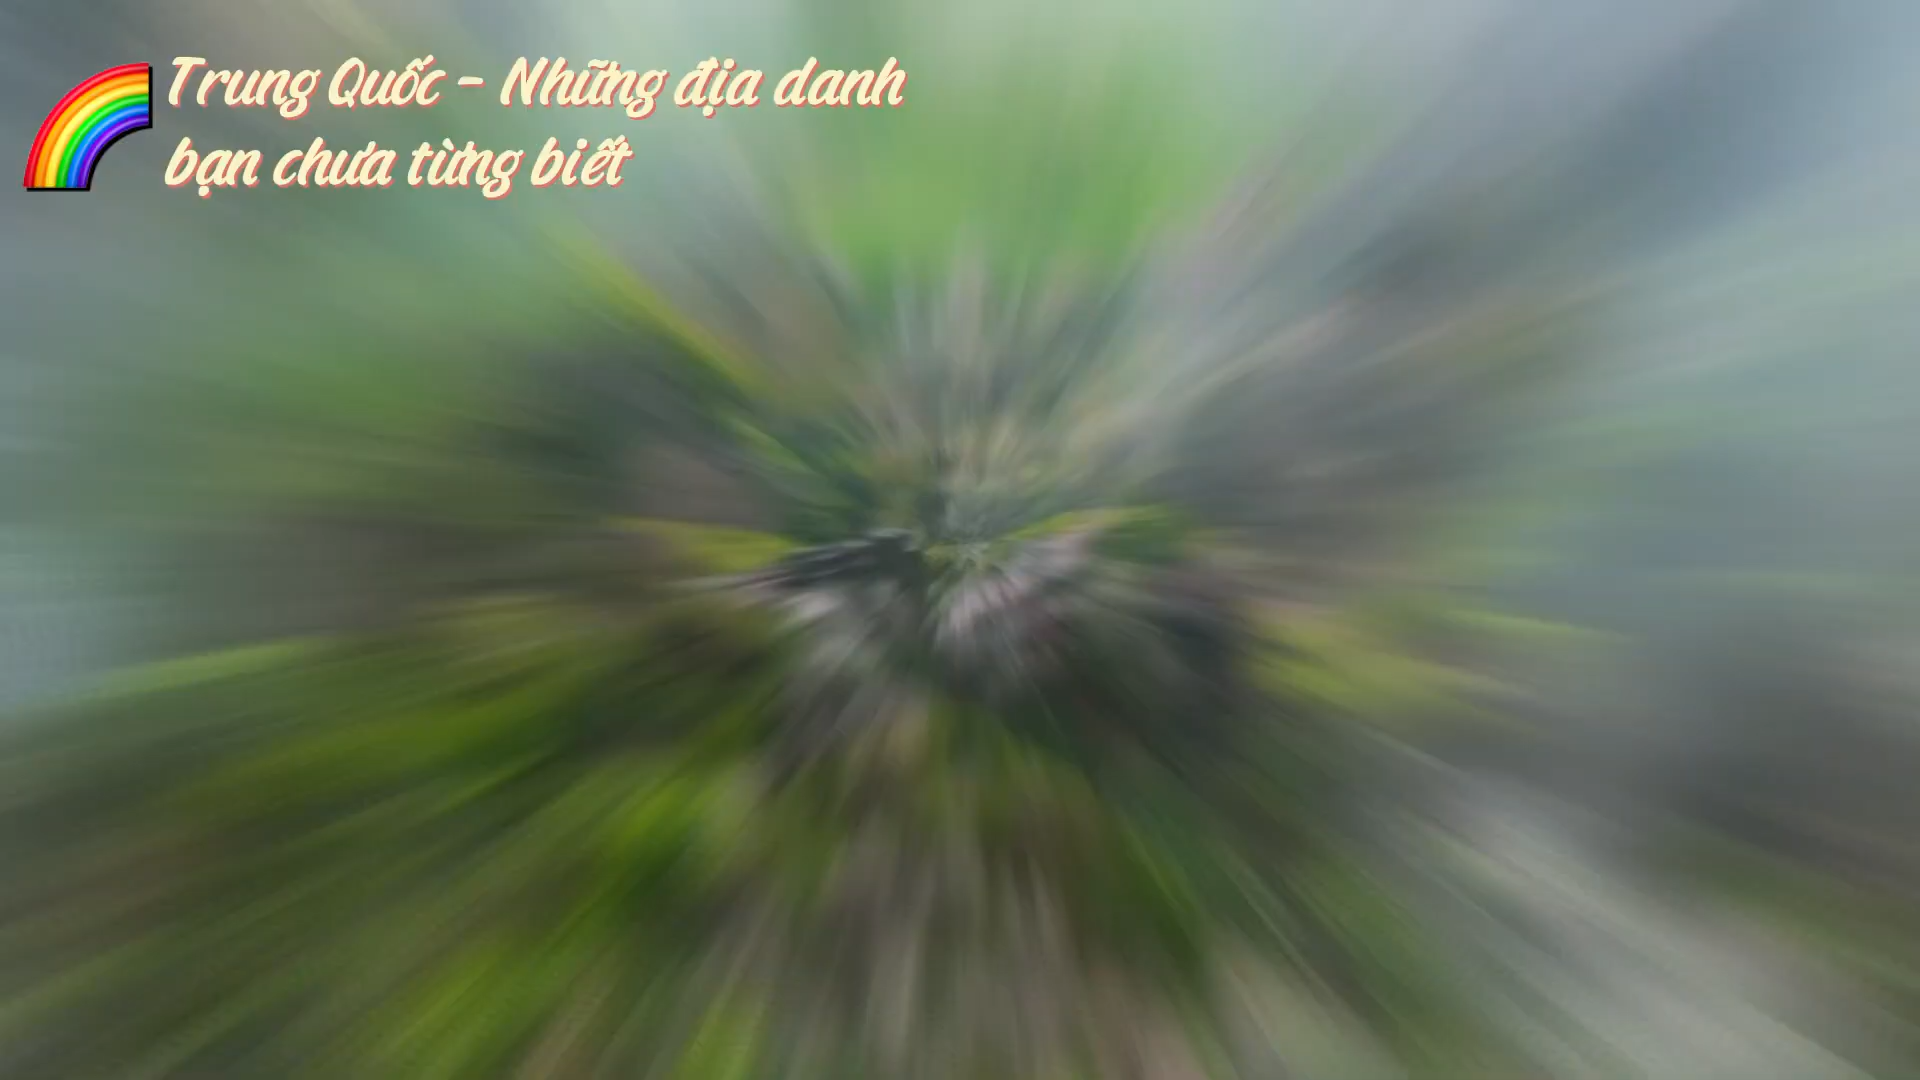 Trung Quốc - Những địa danh
bạn chưa từng biết